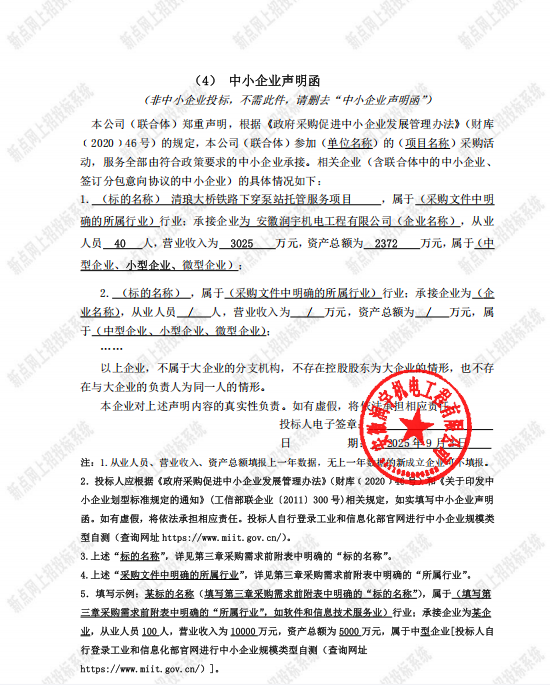 （4） 中小企业声明函
（非中小企业投标，不需此件，请删去“中小企业声明函”）
本公司（联合体）郑重声明，根据《政府采购促进中小企业发展管理办法》（财库
﹝2020﹞46号）的规定，本公司（联合体）参加（单位名称）的（项目名称）采购活
动，服务全部由符合政策要求的中小企业承接。相关企业（含联合体中的中小企业、
签订分包意向协议的中小企业）的具体情况如下：
1. （标的名称） 清琅大桥铁路下穿泵站托管服务项目 ，属于（采购文件中明
确的所属行业）行业；承接企业为 安徽润宇机电工程有限公司（企业名称），从业
人员 40 人，营业收入为 3025 万元，资产总额为 2372 万元，属于（中
型企业、小型企业、微型企业）；
2. （标的名称） ，属于（采购文件中明确的所属行业）行业；承接企业为（企
业名称），从业人员 / 人，营业收入为 / 万元，资产总额为 / 万元，属
于（中型企业、小型企业、微型企业）；
……
以上企业，不属于大企业的分支机构，不存在控股股东为大企业的情形，也不存
在与大企业的负责人为同一人的情形。
本企业对上述声明内容的真实性负责。如有虚假，将依法承担相应责任。
投标人电子签章：
日 期： 2025年9月 日
安徽润宇机电工程有限公司
注：1.从业人员、营业收入、资产总额填报上一年数据，无上一年数据的新成立企业可不填报。
2. 投标人应根据《政府采购促进中小企业发展管理办法》（财库﹝2020﹞46号）和《关于印发中
小企业划型标准规定的通知》（工信部联企业〔2011〕300号)相关规定，如实填写中小企业声明
函。如有虚假，将依法承担相应责任。投标人自行登录工业和信息化部官网进行中小企业规模类
型自测（查询网址https://www.miit.gov.cn/）。
3.上述“标的名称”，详见第三章采购需求前附表中明确的“标的名称”。
4.上述“采购文件中明确的所属行业”，详见第三章采购需求前附表中明确的“所属行业”。
5. 填写示例：某标的名称（填写第三章采购需求前附表中明确的“标的名称”），属于（填写第
三章采购需求前附表中明确的“所属行业”，如软件和信息技术服务业）行业；承接企业为某企
业，从业人员100人，营业收入为10000万元，资产总额为5000万元，属于中型企业[投标人自
行登录工业和信息化部官网进行中小企业规模类型自测（查询网址
https://www.miit.gov.cn/）]。
新点网上招投标系统